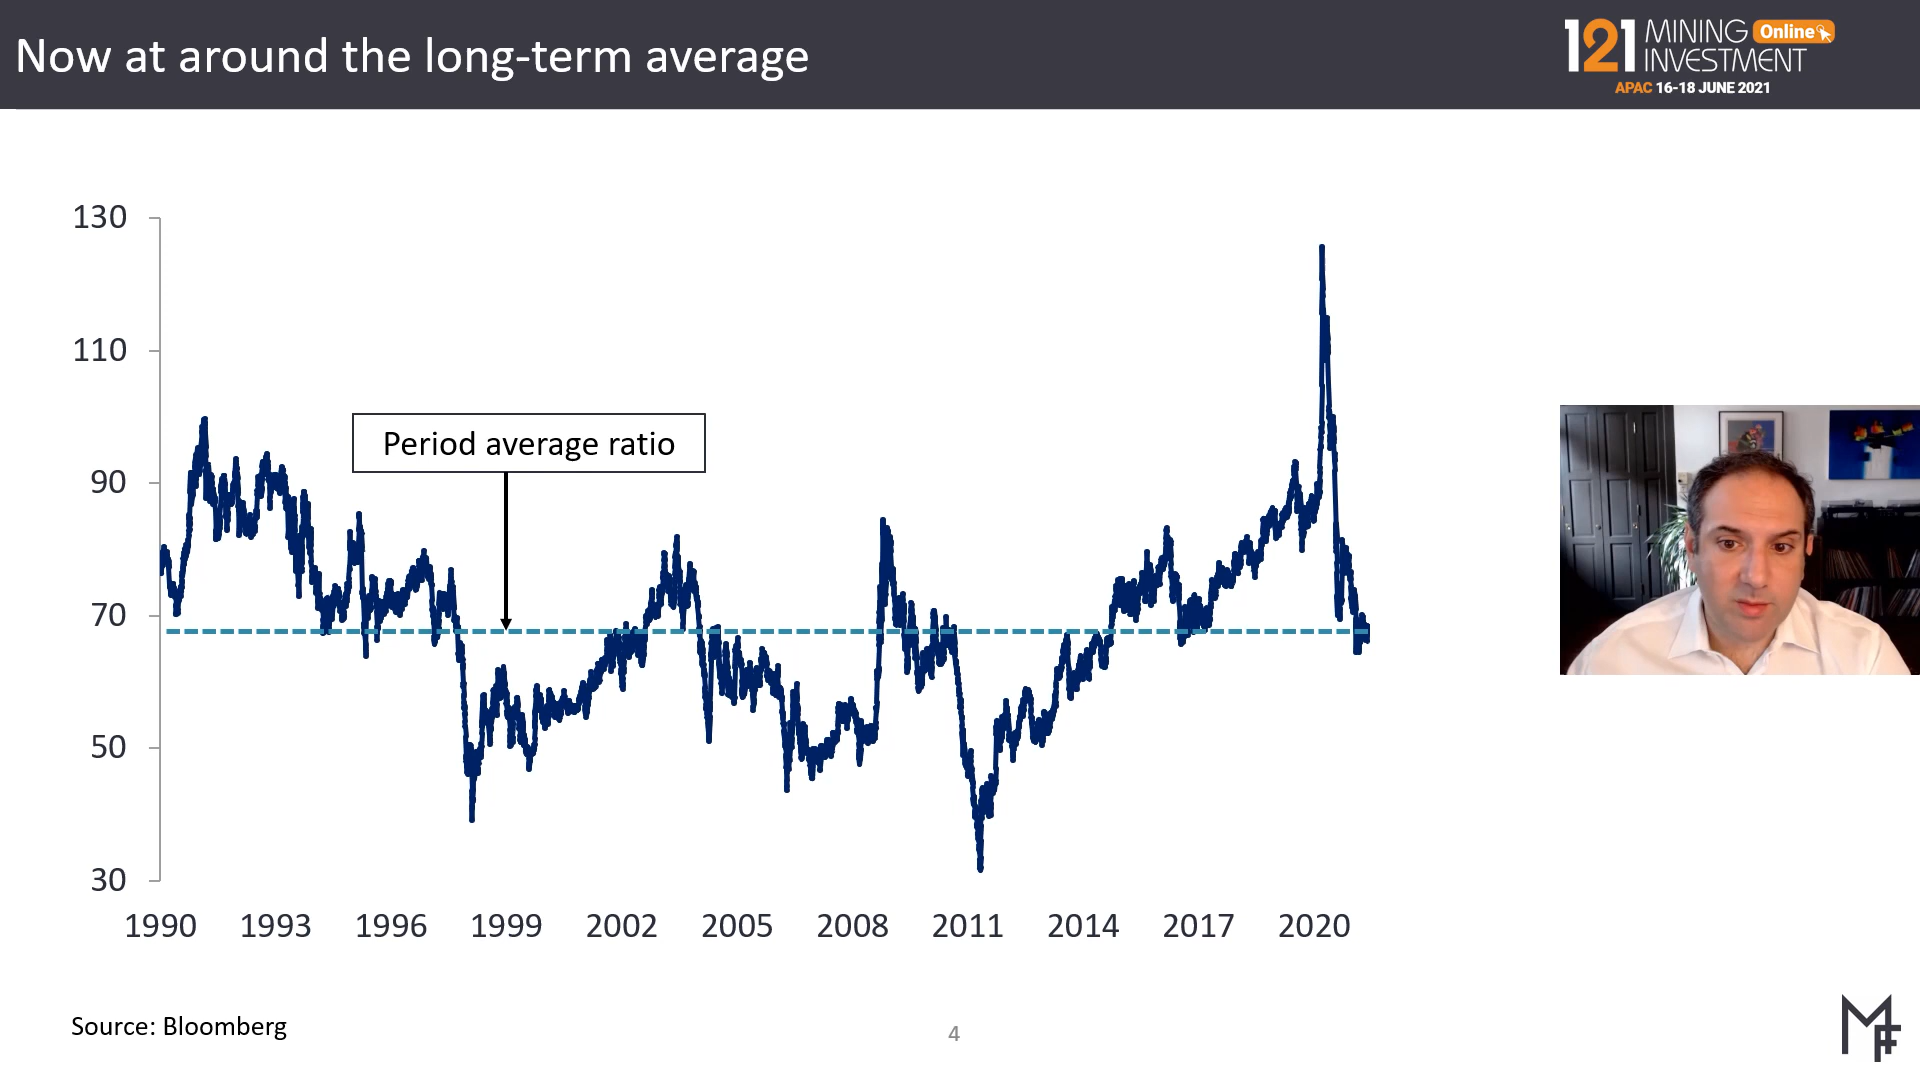 Now at around the long-term average
121 MINING INVESTMENT Online
APAC 16-18 JUNE 2021
130
110
90
70
50
30
Period average ratio
1990 1993 1996 1999 2002 2005 2008 2011 2014 2017 2020
Source: Bloomberg
4
MF